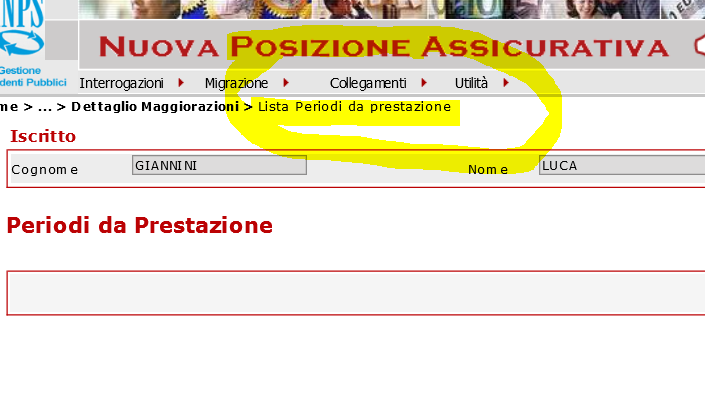 NPS
NUOVA POSIZIONE ASSICURATIVA
Gestione
denti Pubblici
Interrogazioni Migrazione Collegamenti Utilità
me > ... > Dettaglio Maggiorazioni > Lista Periodi da prestazione
Iscritto
Cognome GIANNINI Nome LUCA
Periodi da Prestazione